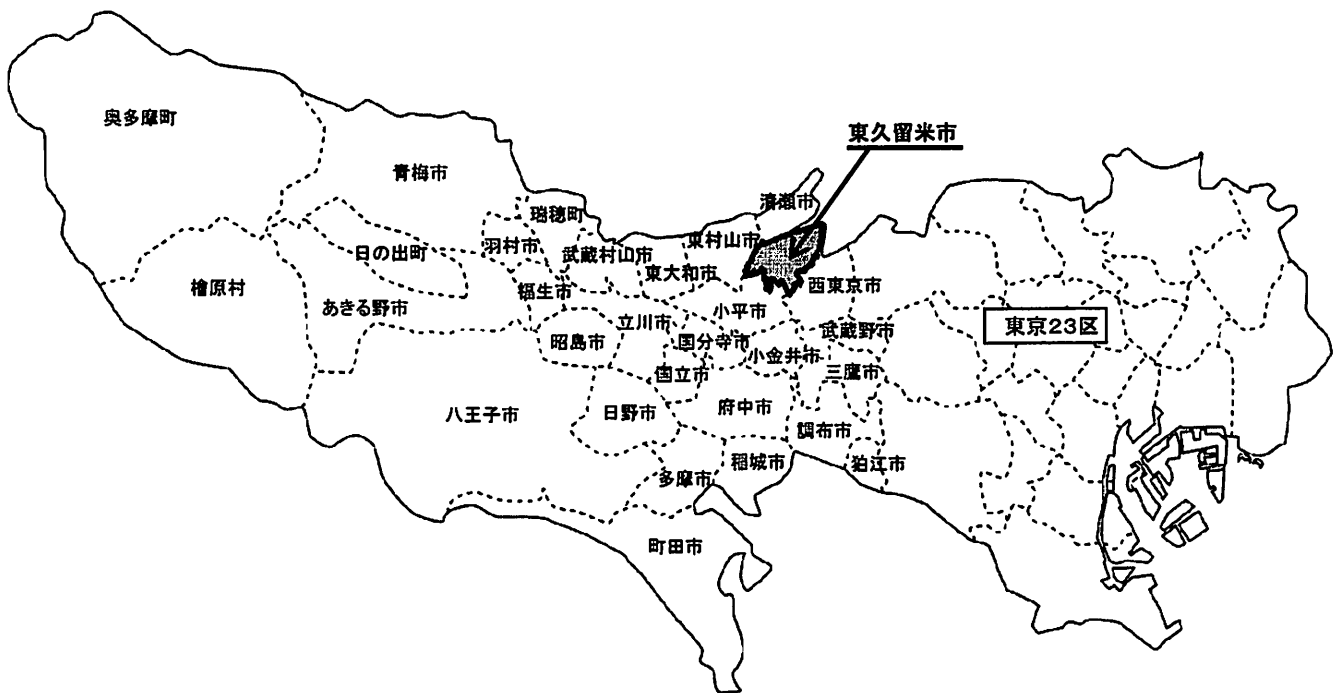 東久留米市
奥多摩町
青梅市
清瀬市
瑞穂町
羽村市
武蔵村山市
東村山市
日の出町
東大和市
檜原村
福生市
西東京市
あきる野市
小平市
立川市
東京23区
武蔵野市
昭島市
国分寺市
小金井市
国立市
三鷹市
八王子市
日野市
府中市
調布市
稲城市
狛江市
多摩市
町田市